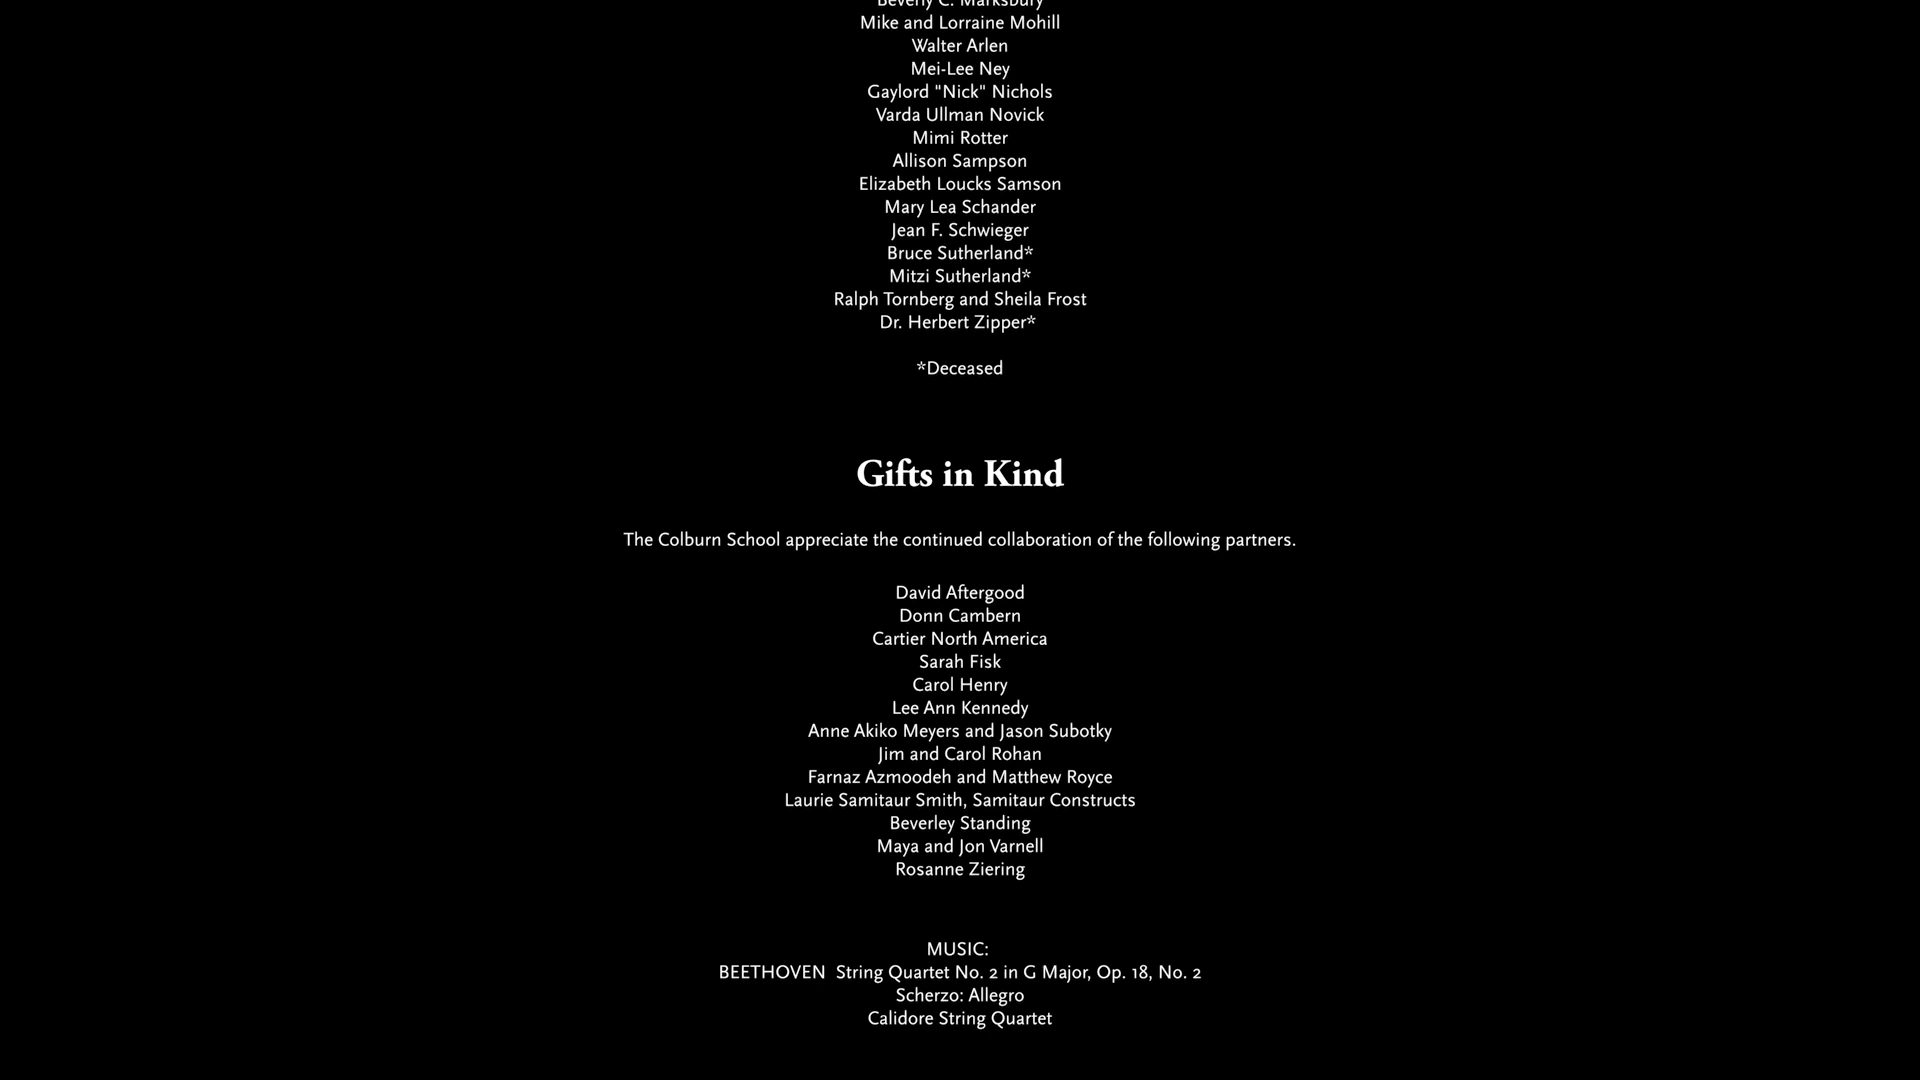 Beverly C. Marksbury
Mike and Lorraine Mohill
Walter Arlen
Mei-Lee Ney
Gaylord "Nick" Nichols
Varda Ullman Novick
Mimi Rotter
Allison Sampson
Elizabeth Loucks Samson
Mary Lea Schander
Jean F. Schwieger
Bruce Sutherland*
Mitzi Sutherland*
Ralph Tornberg and Sheila Frost
Dr. Herbert Zipper*
*Deceased
Gifts in Kind
The Colburn School appreciate the continued collaboration of the following partners.
David Aftergood
Donn Cambern
Cartier North America
Sarah Fisk
Carol Henry
Lee Ann Kennedy
Anne Akiko Meyers and Jason Subotky
Jim and Carol Rohan
Farnaz Azmoodeh and Matthew Royce
Laurie Samitaur Smith, Samitaur Constructs
Beverley Standing
Maya and Jon Varnell
Rosanne Ziering
MUSIC:
BEETHOVEN  String Quartet No. 2 in G Major, Op. 18, No. 2
Scherzo: Allegro
Calidore String Quartet